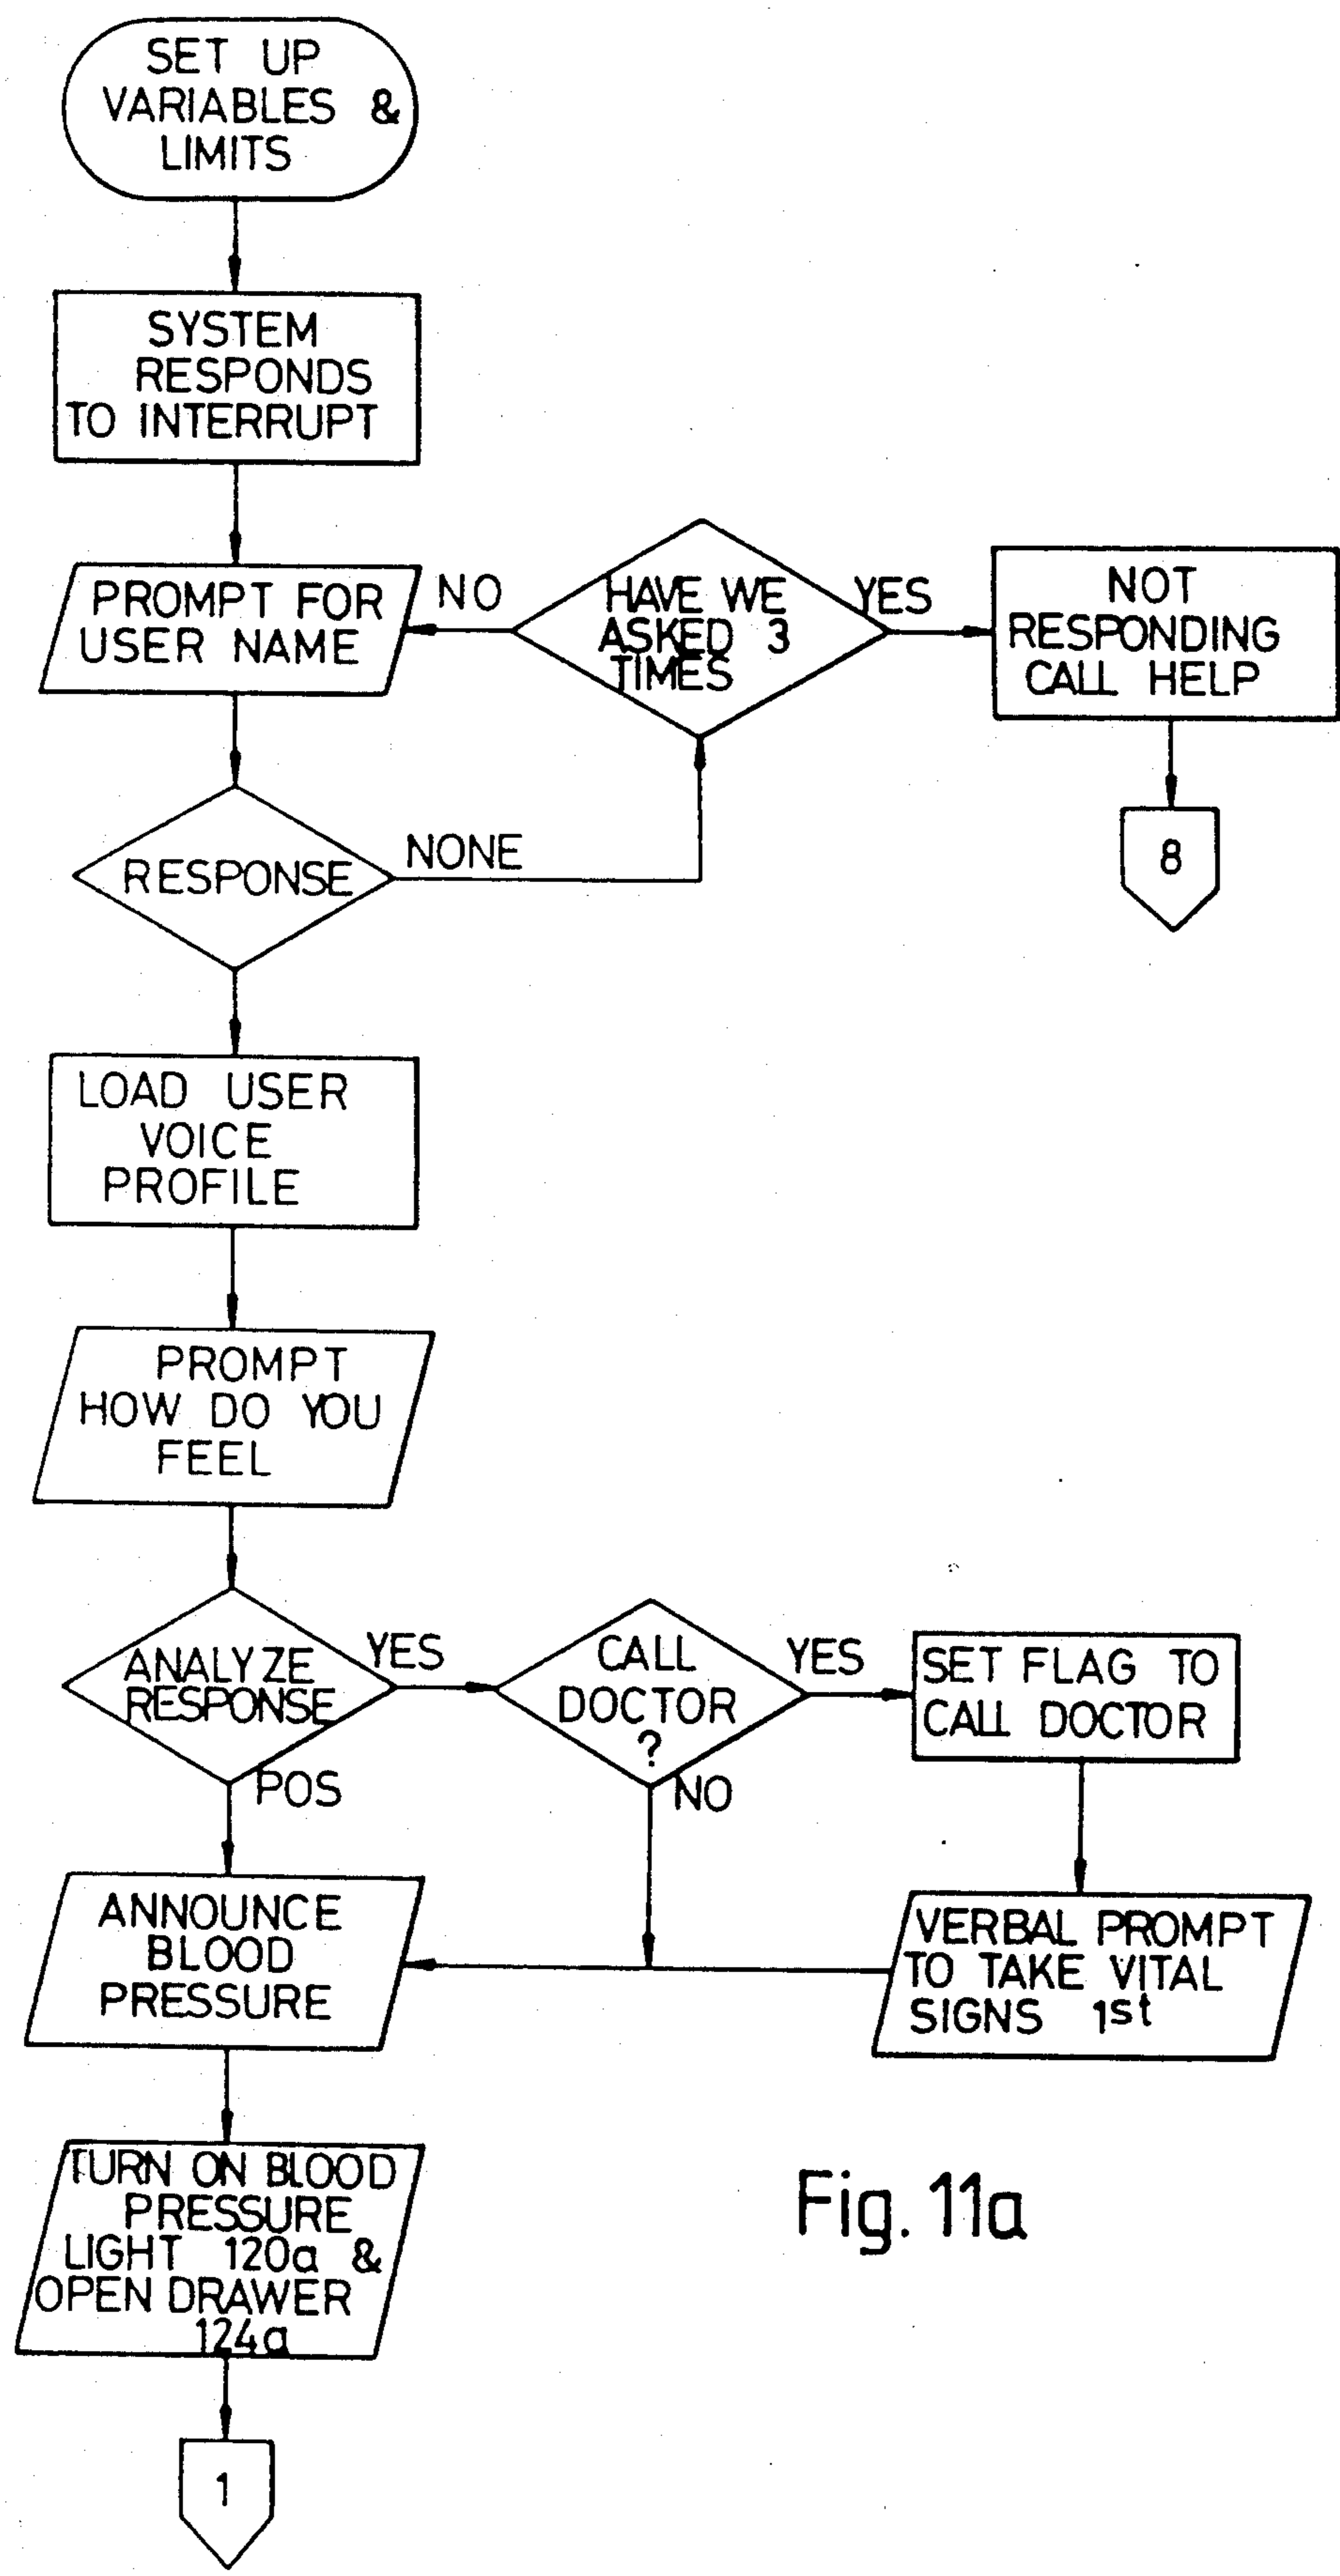 SET UP
VARIABLES &
LIMITS
SYSTEM
RESPONDS
TO INTERRUPT
PROMPT FOR
USER NAME
NO
HAVE WE
ASKED 3
TIMES
YES
NOT
RESPONDING
CALL HELP
8
RESPONSE
NONE
LOAD USER
VOICE
PROFILE
PROMPT
HOW DO YOU
FEEL
ANALYZE
RESPONSE
YES
POS
CALL
DOCTOR
?
YES
NO
SET FLAG TO
CALL DOCTOR
VERBAL PROMPT
TO TAKE VITAL
SIGNS 1st
ANNOUNCE
BLOOD
PRESSURE
TURN ON BLOOD
PRESSURE
LIGHT 120a &
OPEN DRAWER
124a
1
Fig. 11a